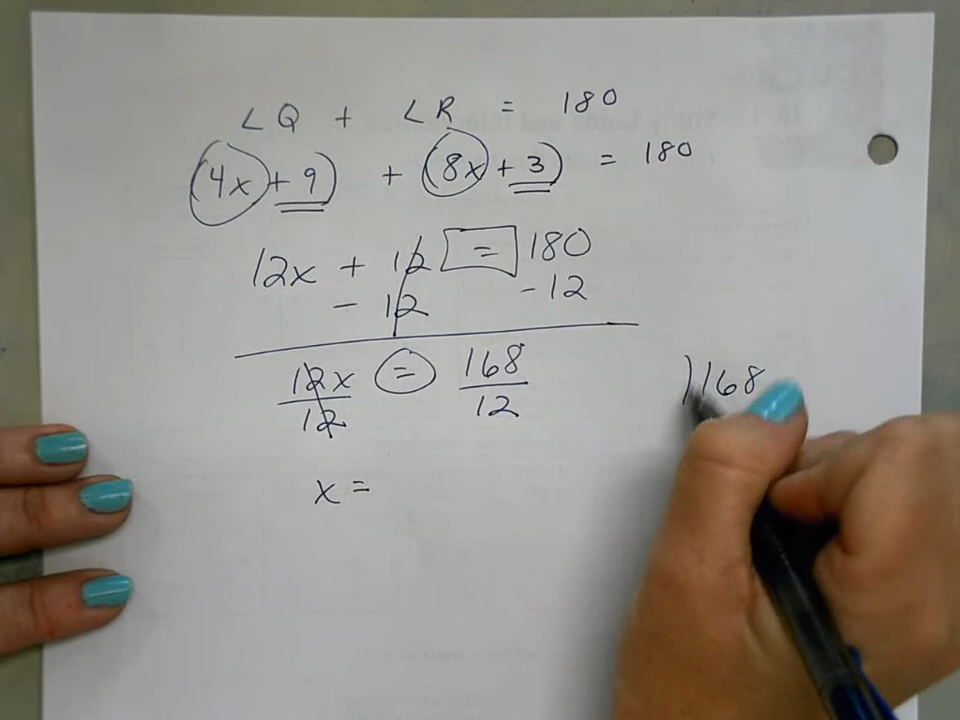 ∠Q + ∠R = 180
(4x + 9) + (8x + 3) = 180
12x + 12 = 180
- 12 - 12
12x = 168
12 12
)168
x =